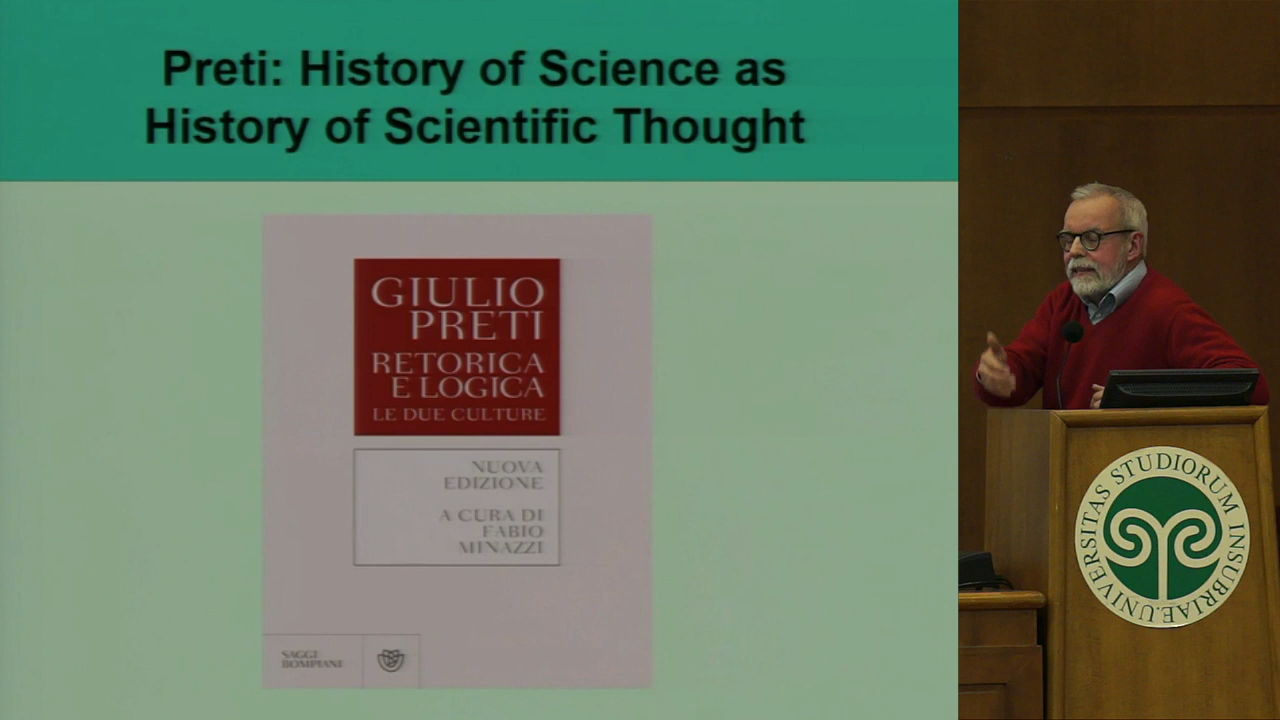 Preti: History of Science as
History of Scientific Thought
GIULIO
PRETI
RETORICA
E LOGICA
LE DUE CULTURE
NUOVA
EDIZIONE
A CURA DI
FABIO
MINAZZI
SAGGI
BOMPIANI
UNIVERSITAS STUDIORUM INSUBRIAE.